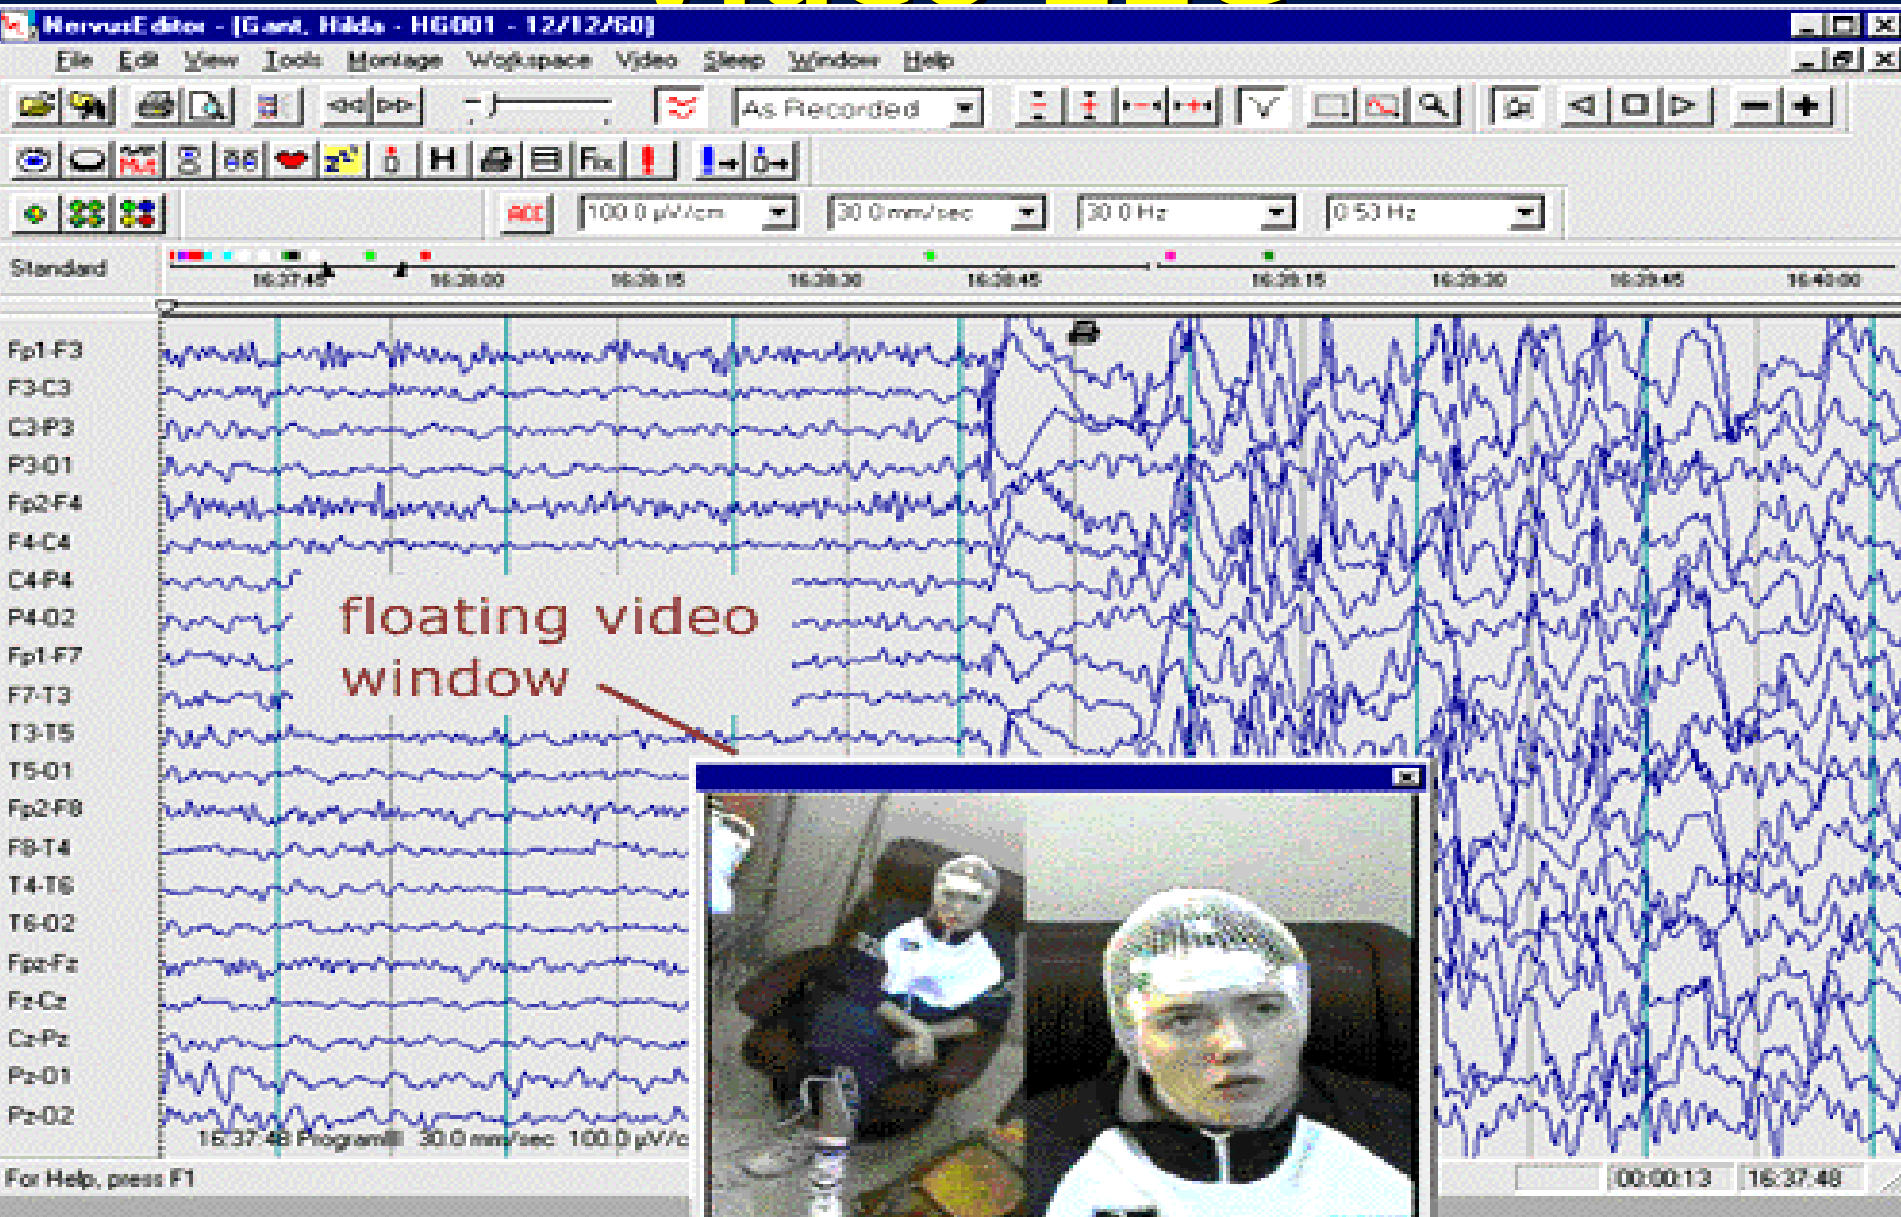 NervusEditor - [Gant, Hilda - HG001 - 12/12/60]
File Edit View Tools Montage Workspace Video Sleep Window Help
As Recorded
H Fix
ACC 100.0 µV/cm 30.0 mm/sec 30.0 Hz 0.53 Hz
Standard
16:37:45 16:38:00 16:38:15 16:38:30 16:38:45 16:39:15 16:39:30 16:39:45 16:40:00
Fp1-F3
F3-C3
C3-P3
P3-O1
Fp2-F4
F4-C4
C4-P4
P4-O2
Fp1-F7
F7-T3
T3-T5
T5-O1
Fp2-F8
F8-T4
T4-T6
T6-O2
Fpz-Fz
Fz-Cz
Cz-Pz
Pz-O1
Pz-O2
floating video
window
16:37:48 30.0 mm/sec 100.0 µV/c
For Help, press F1
00:00:13 16:37:48